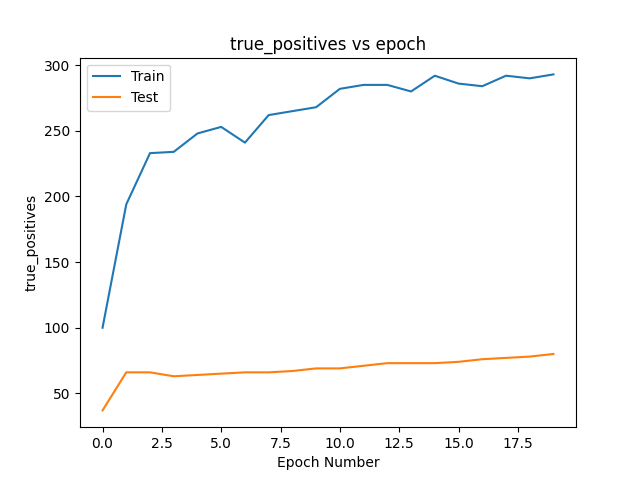 true_positives vs epoch
Train
Test
300
250
200
150
100
50
true_positives
0.0 2.5 5.0 7.5 10.0 12.5 15.0 17.5
Epoch Number